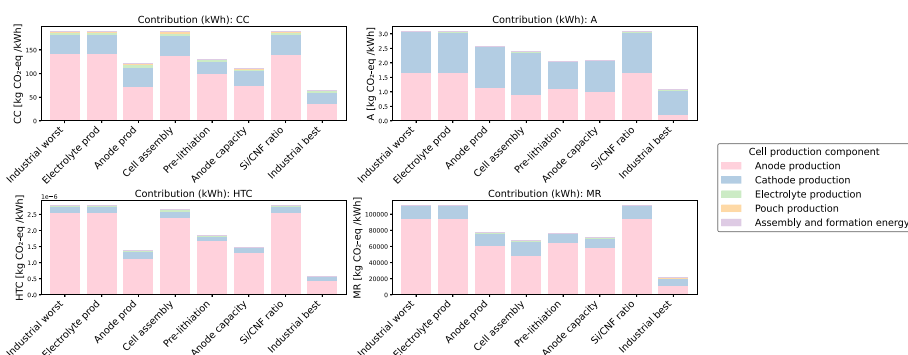 Contribution (kWh): CC
CC [kg CO₂-eq /kWh]
150
100
50
0
Industrial worst
Electrolyte prod
Anode prod
Cell assembly
Pre-lithiation
Anode capacity
Si/CNF ratio
Industrial best
Contribution (kWh): A
A [kg CO₂-eq /kWh]
3.0
2.5
2.0
1.5
1.0
0.5
0.0
Industrial worst
Electrolyte prod
Anode prod
Cell assembly
Pre-lithiation
Anode capacity
Si/CNF ratio
Industrial best
Contribution (kWh): HTC
1e−6
HTC [kg CO₂-eq /kWh]
2.5
2.0
1.5
1.0
0.5
0.0
Industrial worst
Electrolyte prod
Anode prod
Cell assembly
Pre-lithiation
Anode capacity
Si/CNF ratio
Industrial best
Contribution (kWh): MR
MR [kg CO₂-eq /kWh]
100000
80000
60000
40000
20000
0
Industrial worst
Electrolyte prod
Anode prod
Cell assembly
Pre-lithiation
Anode capacity
Si/CNF ratio
Industrial best
Cell production component
Anode production
Cathode production
Electrolyte production
Pouch production
Assembly and formation energy